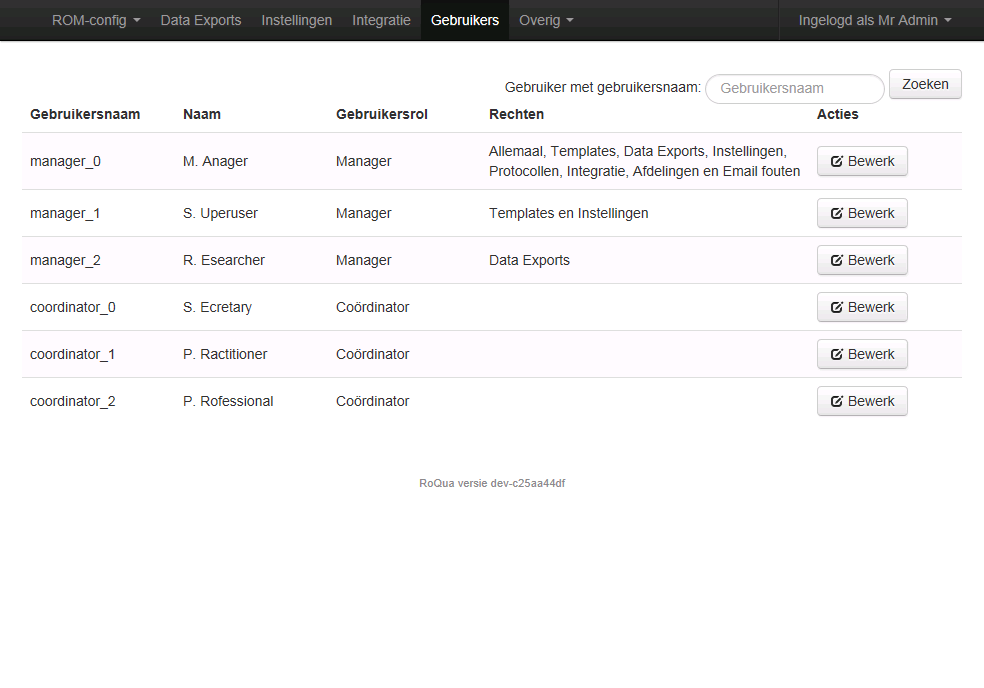 ROM-config Data Exports Instellingen Integratie Gebruikers Overig Ingelogd als Mr Admin
Gebruiker met gebruikersnaam: Gebruikersnaam Zoeken
Gebruikersnaam Naam Gebruikersrol Rechten Acties
manager_0 M. Anager Manager Allemaal, Templates, Data Exports, Instellingen,
Protocollen, Integratie, Afdelingen en Email fouten Bewerk
manager_1 S. Uperuser Manager Templates en Instellingen Bewerk
manager_2 R. Esearcher Manager Data Exports Bewerk
coordinator_0 S. Ecretary Coördinator Bewerk
coordinator_1 P. Ractitioner Coördinator Bewerk
coordinator_2 P. Rofessional Coördinator Bewerk
RoQua versie dev-c25aa44df